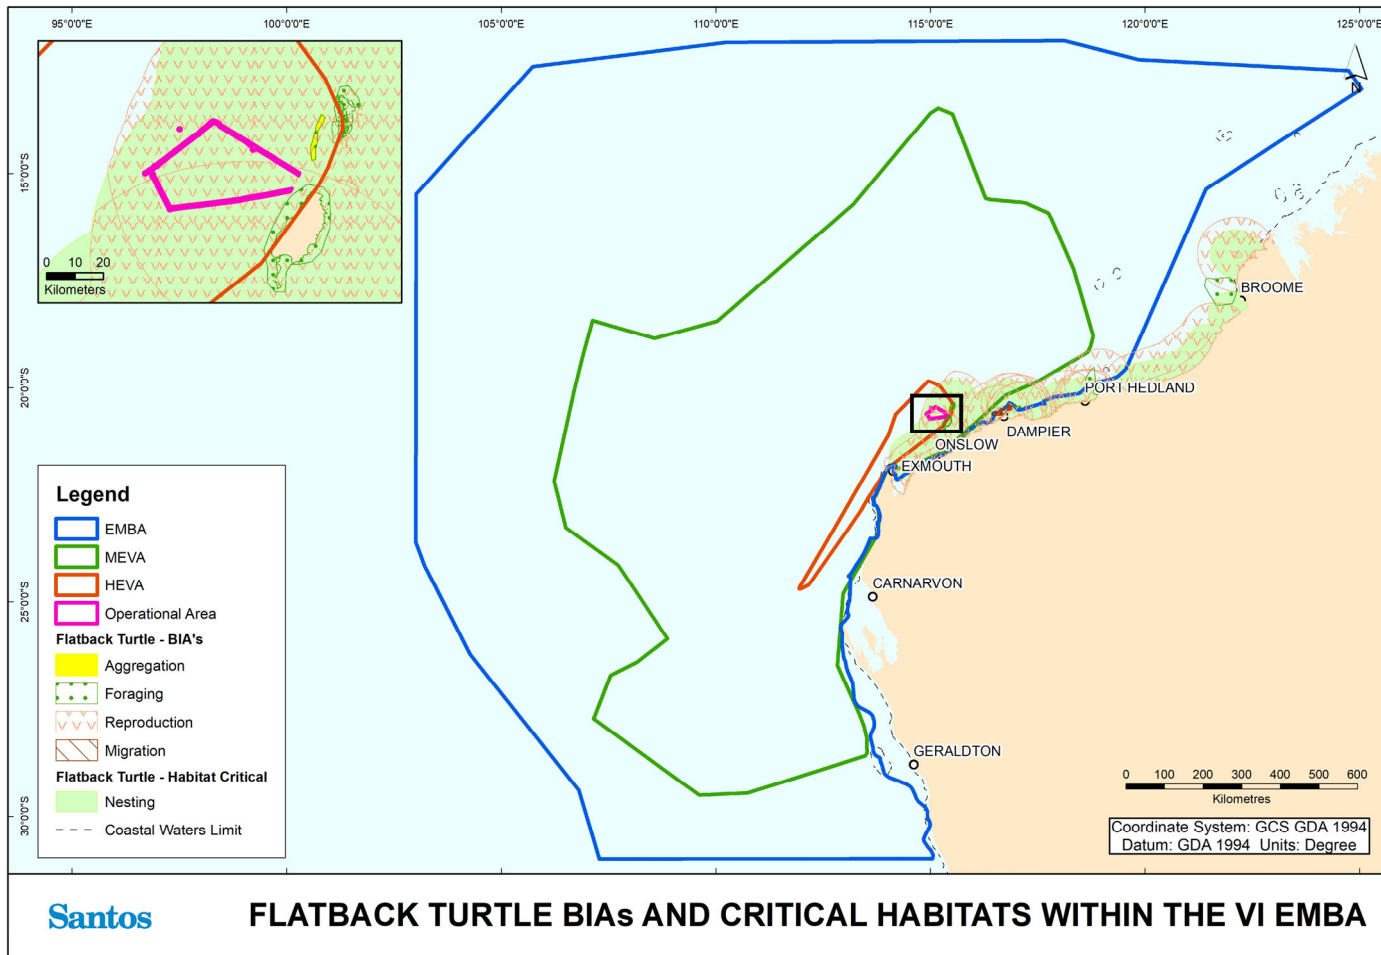 95°0'0"E
100°0'0"E
105°0'0"E
110°0'0"E
115°0'0"E
120°0'0"E
125°0'0"E
N
0 10 20
Kilometers
15°0'0"S
20°0'0"S
25°0'0"S
30°0'0"S
BROOME
PORT HEDLAND
DAMPIER
ONSLOW
EXMOUTH
CARNARVON
GERALDTON
Legend
EMBA
MEVA
HEVA
Operational Area
Flatback Turtle - BIA's
Aggregation
Foraging
Reproduction
Migration
Flatback Turtle - Habitat Critical
Nesting
Coastal Waters Limit
0 100 200 300 400 500 600
Kilometres
Coordinate System: GCS GDA 1994
Datum: GDA 1994 Units: Degree
Santos
FLATBACK TURTLE BIAs AND CRITICAL HABITATS WITHIN THE VI EMBA